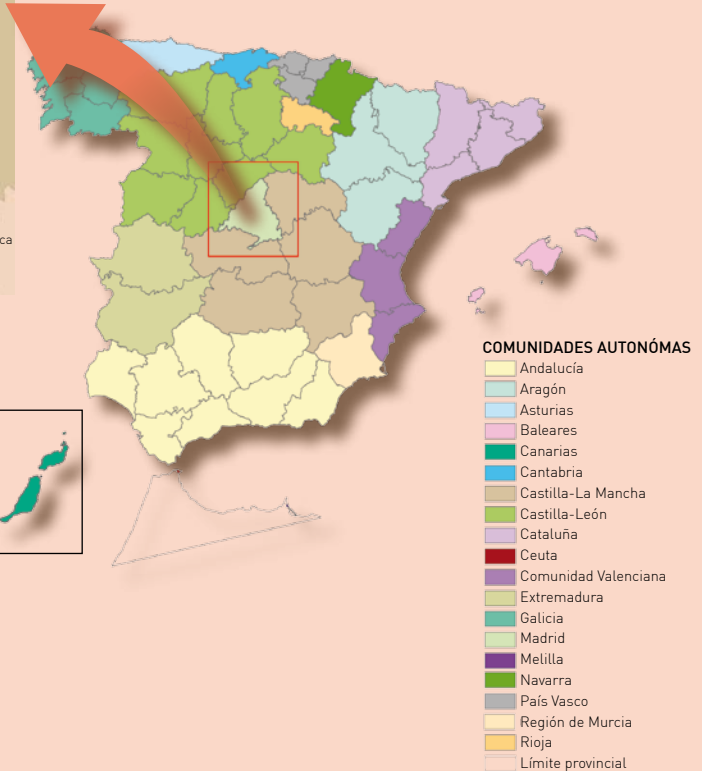 ca
COMUNIDADES AUTONÓMAS
Andalucía
Aragón
Asturias
Baleares
Canarias
Cantabria
Castilla-La Mancha
Castilla-León
Cataluña
Ceuta
Comunidad Valenciana
Extremadura
Galicia
Madrid
Melilla
Navarra
País Vasco
Región de Murcia
Rioja
Límite provincial